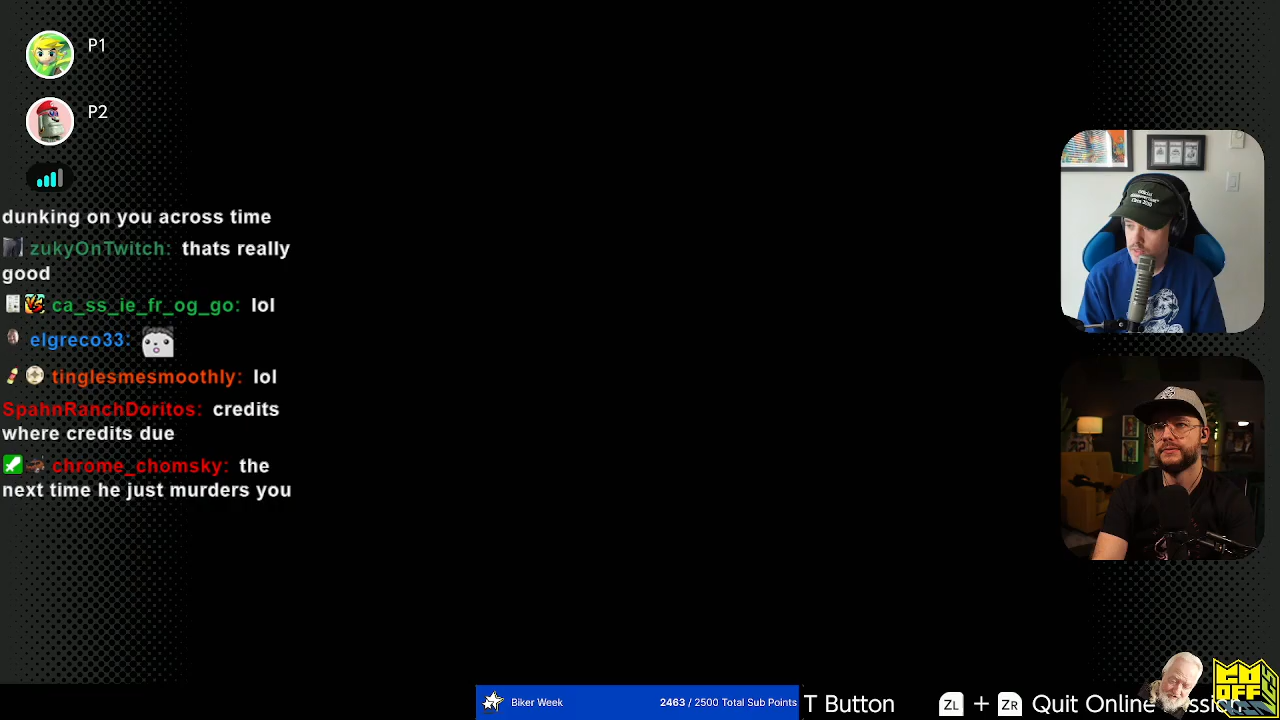 P1
P2
dunking on you across time
zukyOnTwitch: thats really
good
ca_ss_ie_fr_og_go: lol
elgreco33:
tinglesmesmoothly: lol
SpahnRanchDoritos: credits
where credits due
chrome_chomsky: the
next time he just murders you
Biker Week 2463 / 2500 Total Sub Points
T Button ZL + ZR Quit Online
GO
OFF